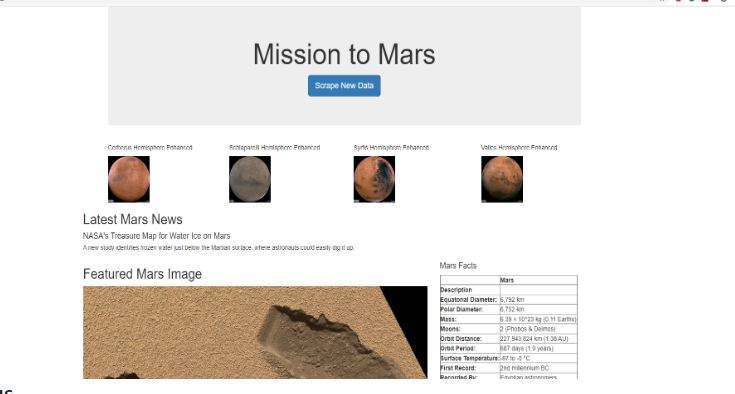 Mission to Mars
Scrape New Data
Cerberus Hemisphere Enhanced
Schiaparelli Hemisphere Enhanced
Syrtis Hemisphere Enhanced
Valles Hemisphere Enhanced
Latest Mars News
NASA's Treasure Map for Water Ice on Mars
A new study identifies frozen water just below the Martian surface, where astronauts could easily dig it up.
Featured Mars Image
Mars Facts
Mars
Description
Equatorial Diameter: 6,792 km
Polar Diameter: 6,752 km
Mass: 6.39 × 10^23 kg (0.11 Earths)
Moons: 2 (Phobos & Deimos)
Orbit Distance: 227,943,824 km (1.38 AU)
Orbit Period: 687 days (1.9 years)
Surface Temperature: -87 to -5 °C
First Record: 2nd millennium BC
Recorded By: Egyptian astronomers